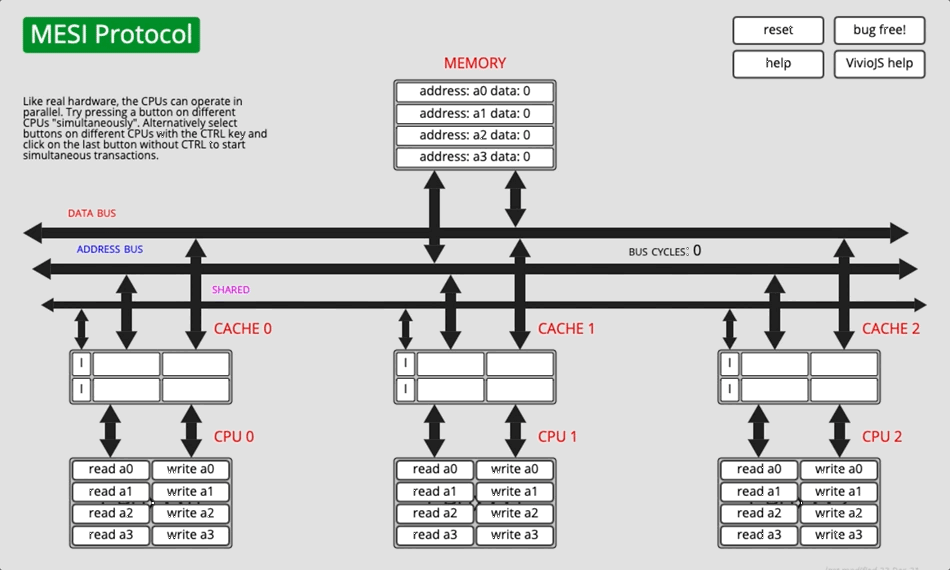 MESI Protocol
reset
bug free!
help
VivioJS help
MEMORY
address: a0 data: 0
address: a1 data: 0
address: a2 data: 0
address: a3 data: 0
Like real hardware, the CPUs can operate in
parallel. Try pressing a button on different
CPUs "simultaneously". Alternatively select
buttons on different CPUs with the CTRL key and
click on the last button without CTRL to start
simultaneous transactions.
DATA BUS
ADDRESS BUS
BUS CYCLES: 0
SHARED
CACHE 0
CACHE 1
CACHE 2
I
I
I
I
I
I
CPU 0
CPU 1
CPU 2
read a0 write a0
read a1 write a1
read a2 write a2
read a3 write a3
read a0 write a0
read a1 write a1
read a2 write a2
read a3 write a3
read a0 write a0
read a1 write a1
read a2 write a2
read a3 write a3